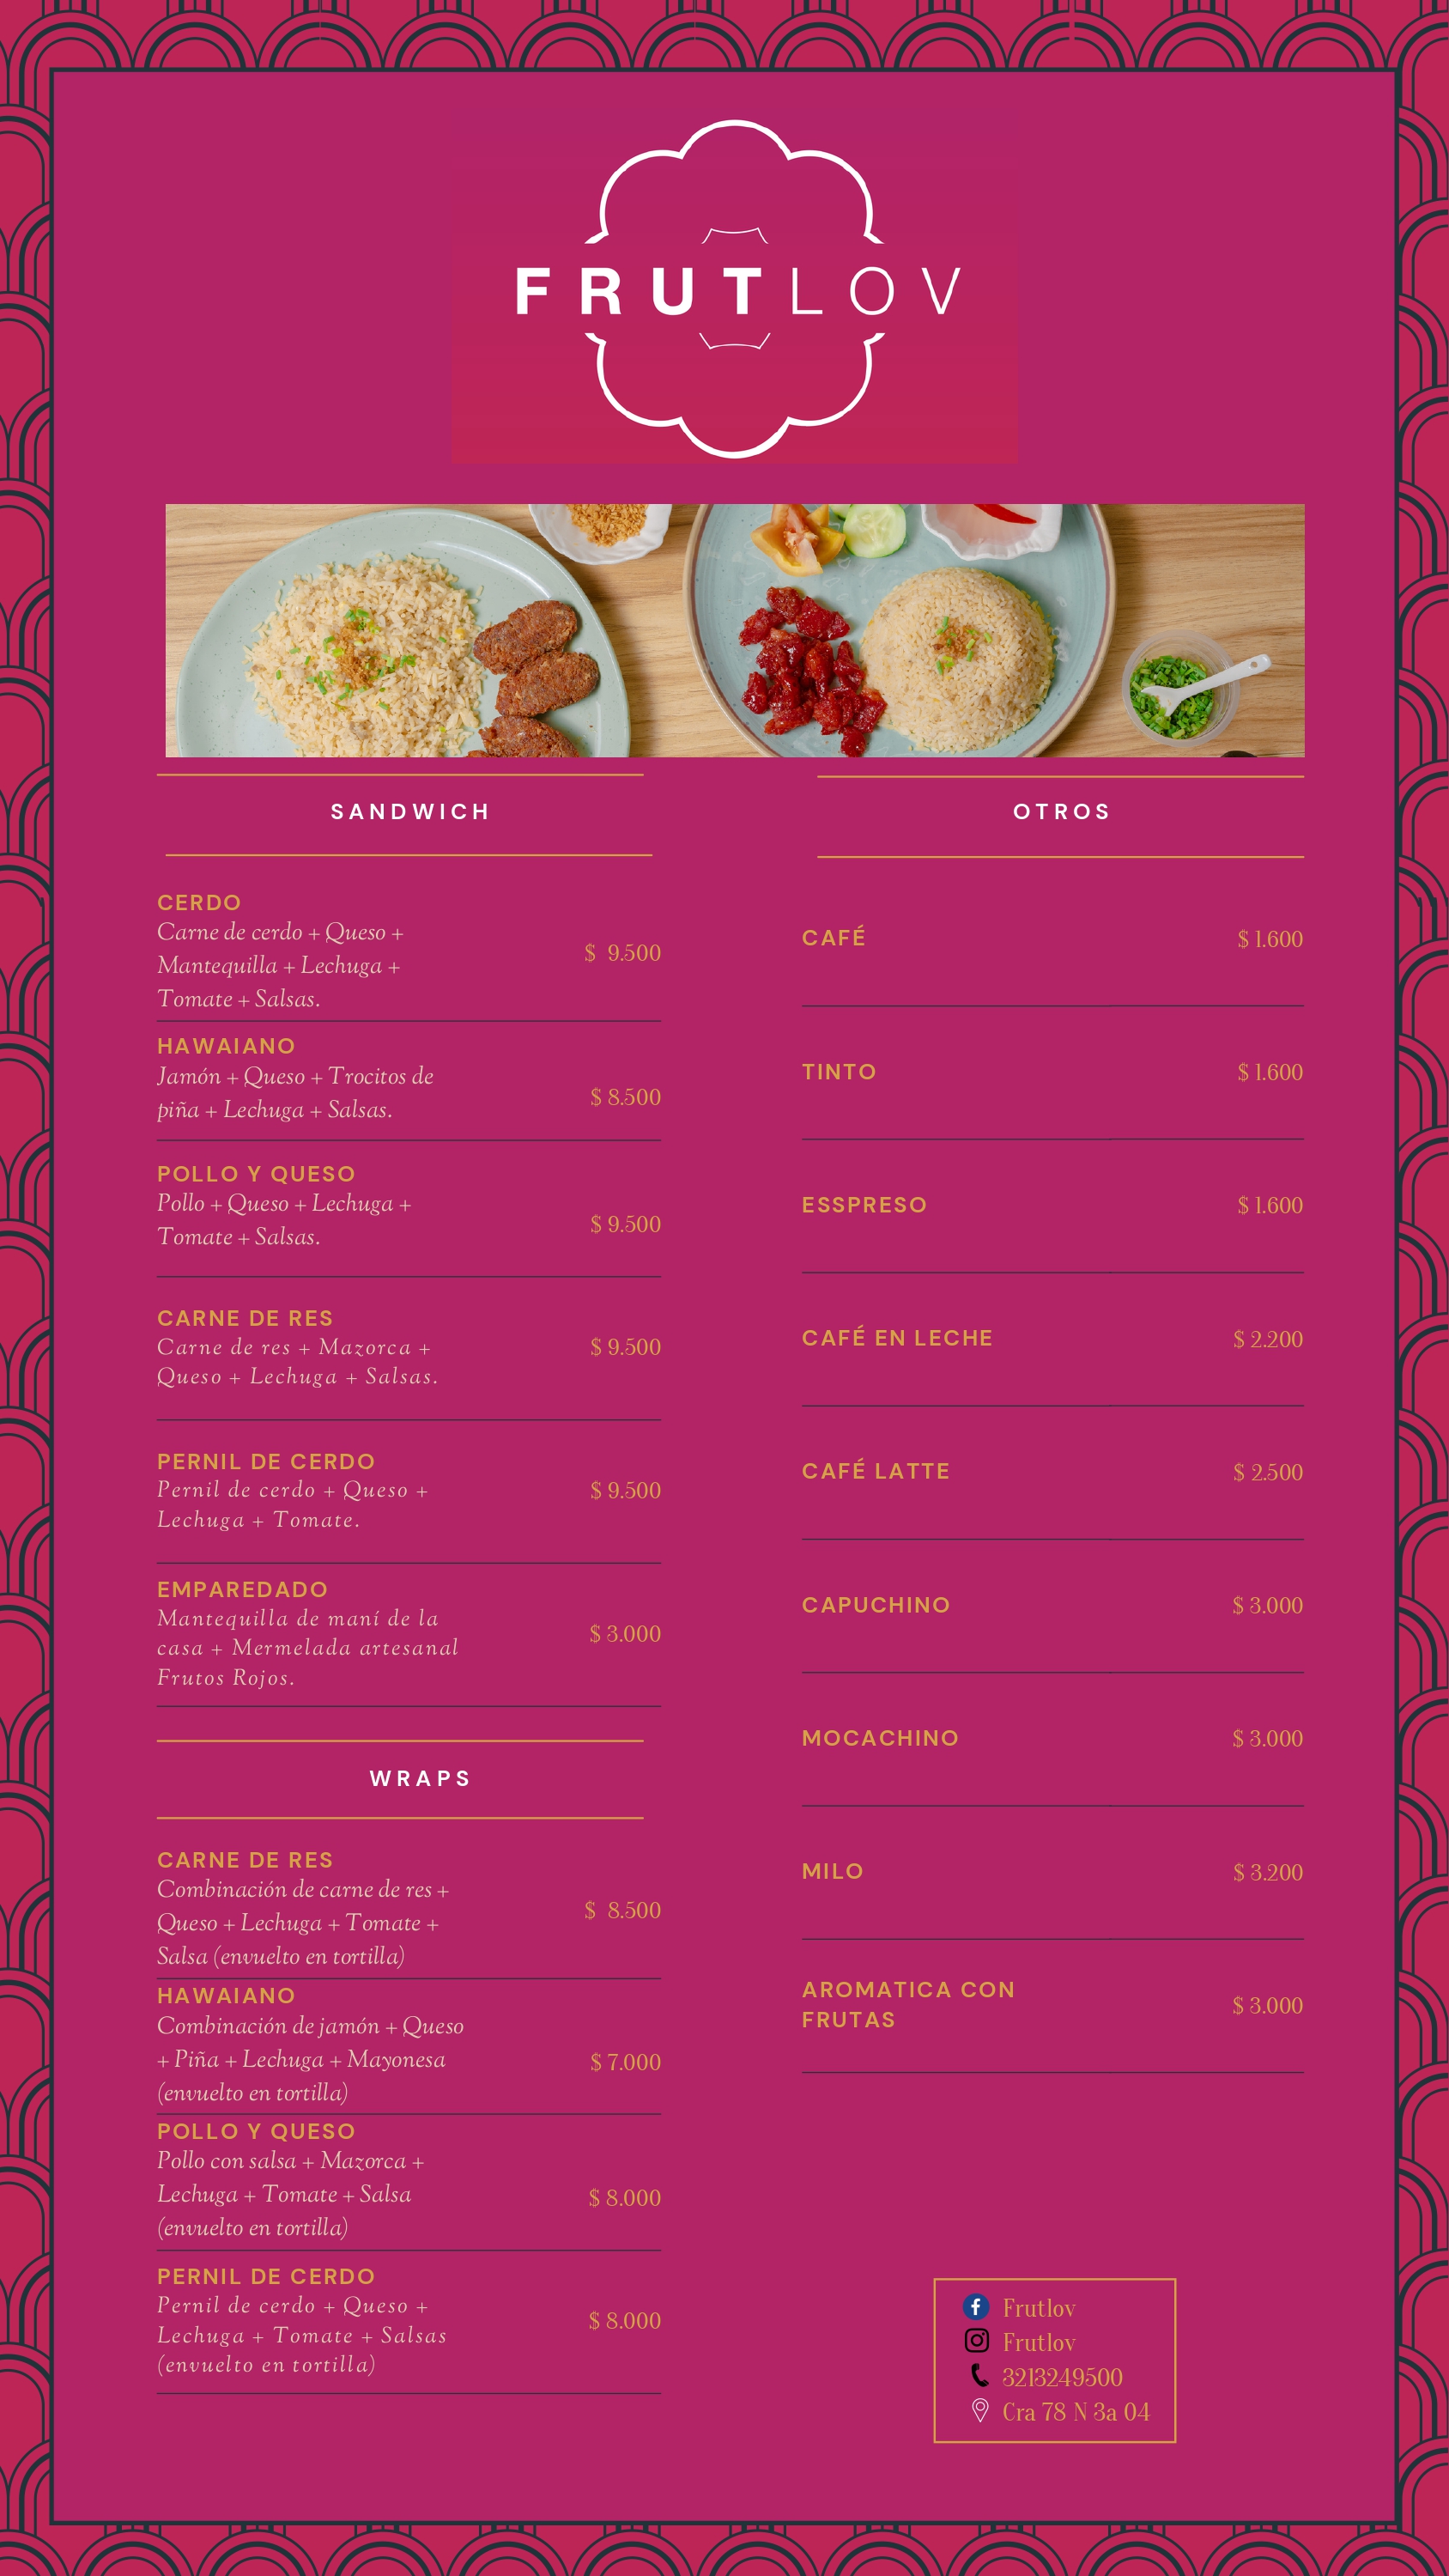 FRUTLOV
SANDWICH
CERDO
Carne de cerdo + Queso +
Mantequilla + Lechuga +
Tomate + Salsas.
$ 9.500
HAWAIANO
Jamón + Queso + Trocitos de
piña + Lechuga + Salsas.
$ 8.500
POLLO Y QUESO
Pollo + Queso + Lechuga +
Tomate + Salsas.
$ 9.500
CARNE DE RES
Carne de res + Mazorca +
Queso + Lechuga + Salsas.
$ 9.500
PERNIL DE CERDO
Pernil de cerdo + Queso +
Lechuga + Tomate.
$ 9.500
EMPAREDADO
Mantequilla de maní de la
casa + Mermelada artesanal
Frutos Rojos.
$ 3.000
WRAPS
CARNE DE RES
Combinación de carne de res +
Queso + Lechuga + Tomate +
Salsa (envuelto en tortilla)
$ 8.500
HAWAIANO
Combinación de jamón + Queso
+ Piña + Lechuga + Mayonesa
(envuelto en tortilla)
$ 7.000
POLLO Y QUESO
Pollo con salsa + Mazorca +
Lechuga + Tomate + Salsa
(envuelto en tortilla)
$ 8.000
PERNIL DE CERDO
Pernil de cerdo + Queso +
Lechuga + Tomate + Salsas
(envuelto en tortilla)
$ 8.000
OTROS
CAFÉ $ 1.600
TINTO $ 1.600
ESSPRESO $ 1.600
CAFÉ EN LECHE $ 2.200
CAFÉ LATTE $ 2.500
CAPUCHINO $ 3.000
MOCACHINO $ 3.000
MILO $ 3.200
AROMATICA CON
FRUTAS
$ 3.000
Frutlov
Frutlov
3213249500
Cra 78 N 3a 04